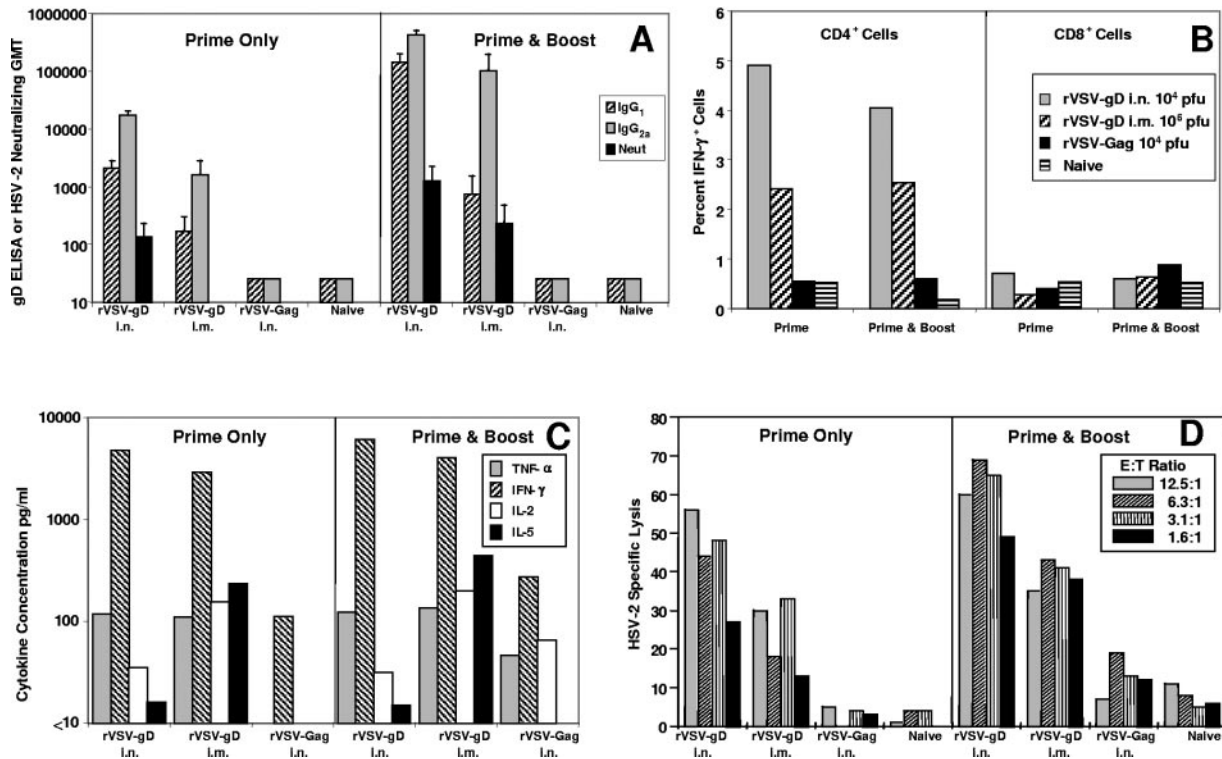 A
Prime Only
Prime & Boost
gD ELISA or HSV-2 Neutralizing GMT
1000000
100000
10000
1000
100
10
IgG1
IgG2a
Neut
rVSV-gD rVSV-gD rVSV-Gag Naive rVSV-gD rVSV-gD rVSV-Gag Naive
i.n. i.m. i.n. i.n. i.m. i.n.
B
CD4+ Cells
CD8+ Cells
Percent IFN-γ+ Cells
6
5
4
3
2
1
0
rVSV-gD i.n. 10⁴ pfu
rVSV-gD i.m. 10⁶ pfu
rVSV-Gag 10⁴ pfu
Naive
Prime Prime & Boost Prime Prime & Boost
C
Prime Only
Prime & Boost
Cytokine Concentration pg/ml
10000
1000
100
<10
TNF- α
IFN- γ
IL-2
IL-5
rVSV-gD rVSV-gD rVSV-Gag rVSV-gD rVSV-gD rVSV-Gag
i.n. i.m. i.n. i.n. i.m. i.n.
D
Prime Only
Prime & Boost
HSV-2 Specific Lysis
80
70
60
50
40
30
20
10
0
E:T Ratio
12.5:1
6.3:1
3.1:1
1.6:1
rVSV-gD rVSV-gD rVSV-Gag Naive rVSV-gD rVSV-gD rVSV-Gag Naive
i.n. i.m. i.n. i.n. i.m. i.n.